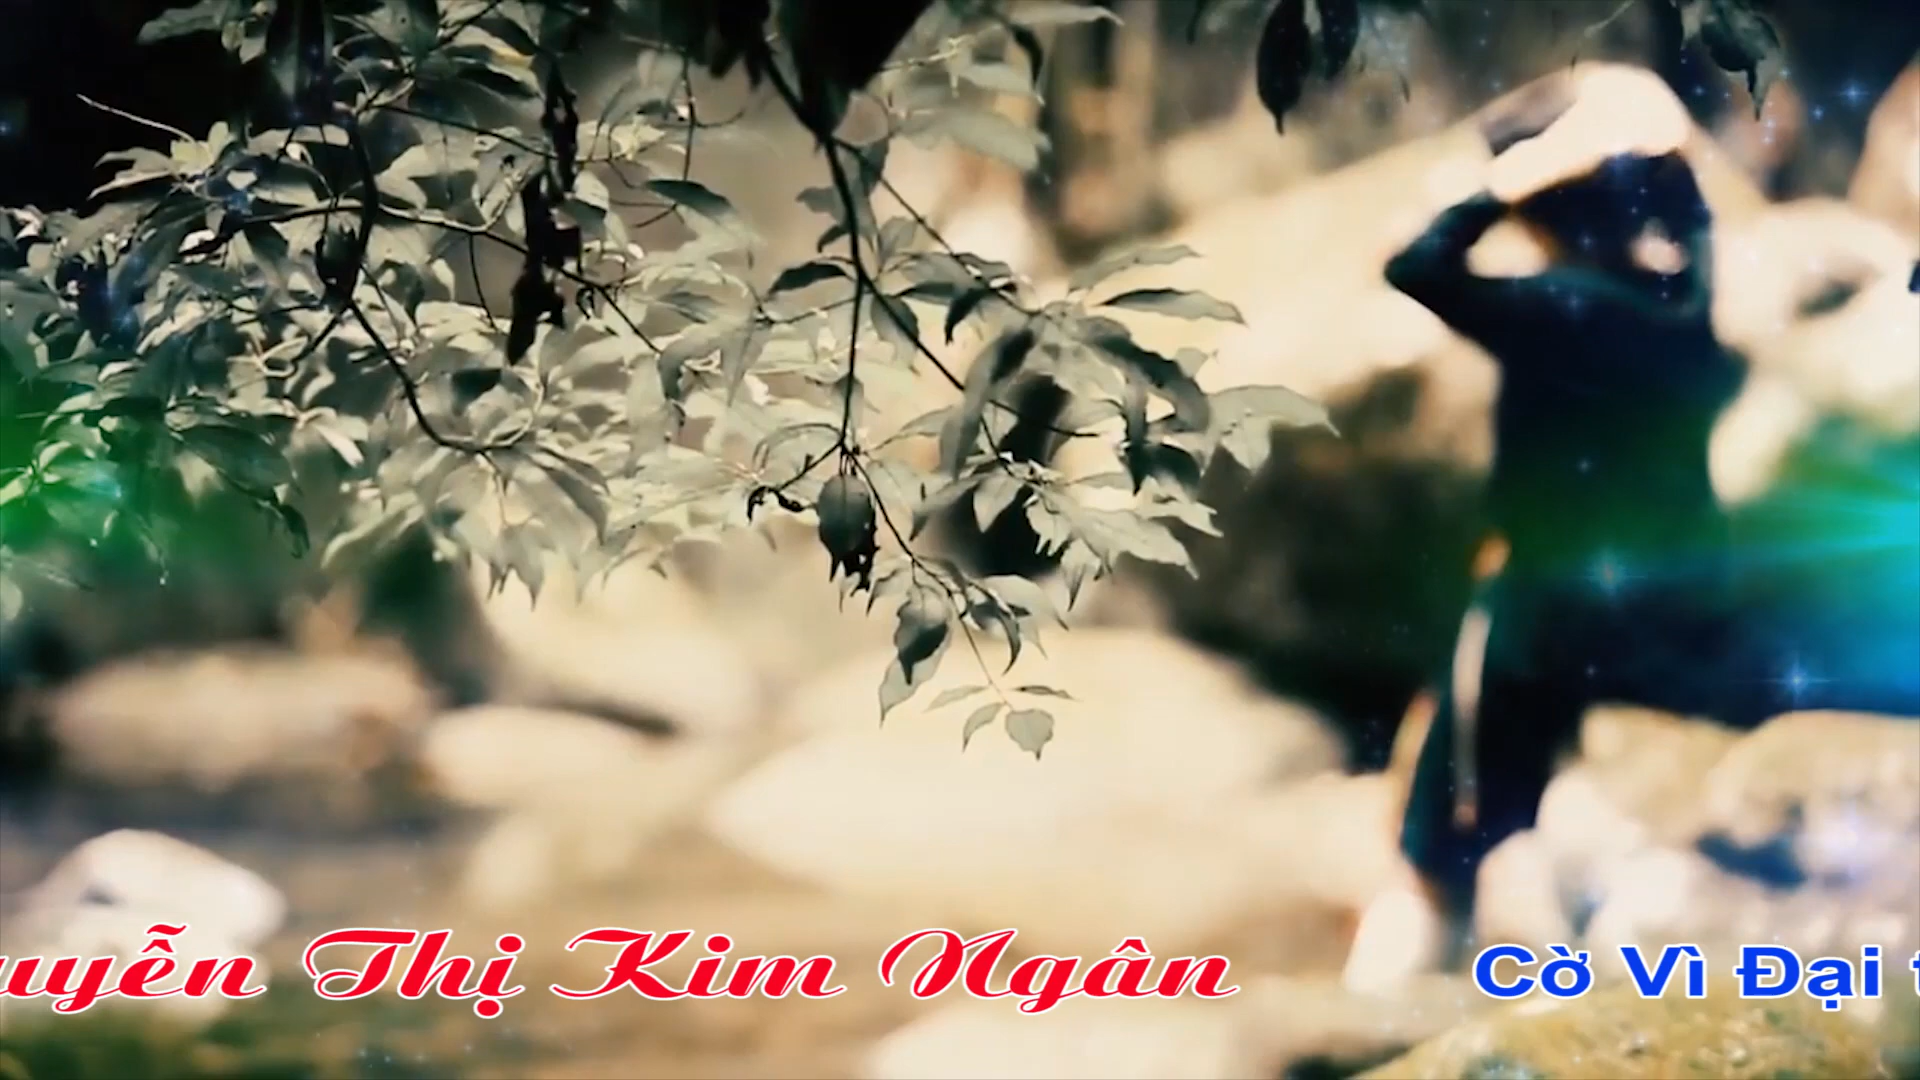 uyễn Thị Kim Ngân Cờ Vì Đại t